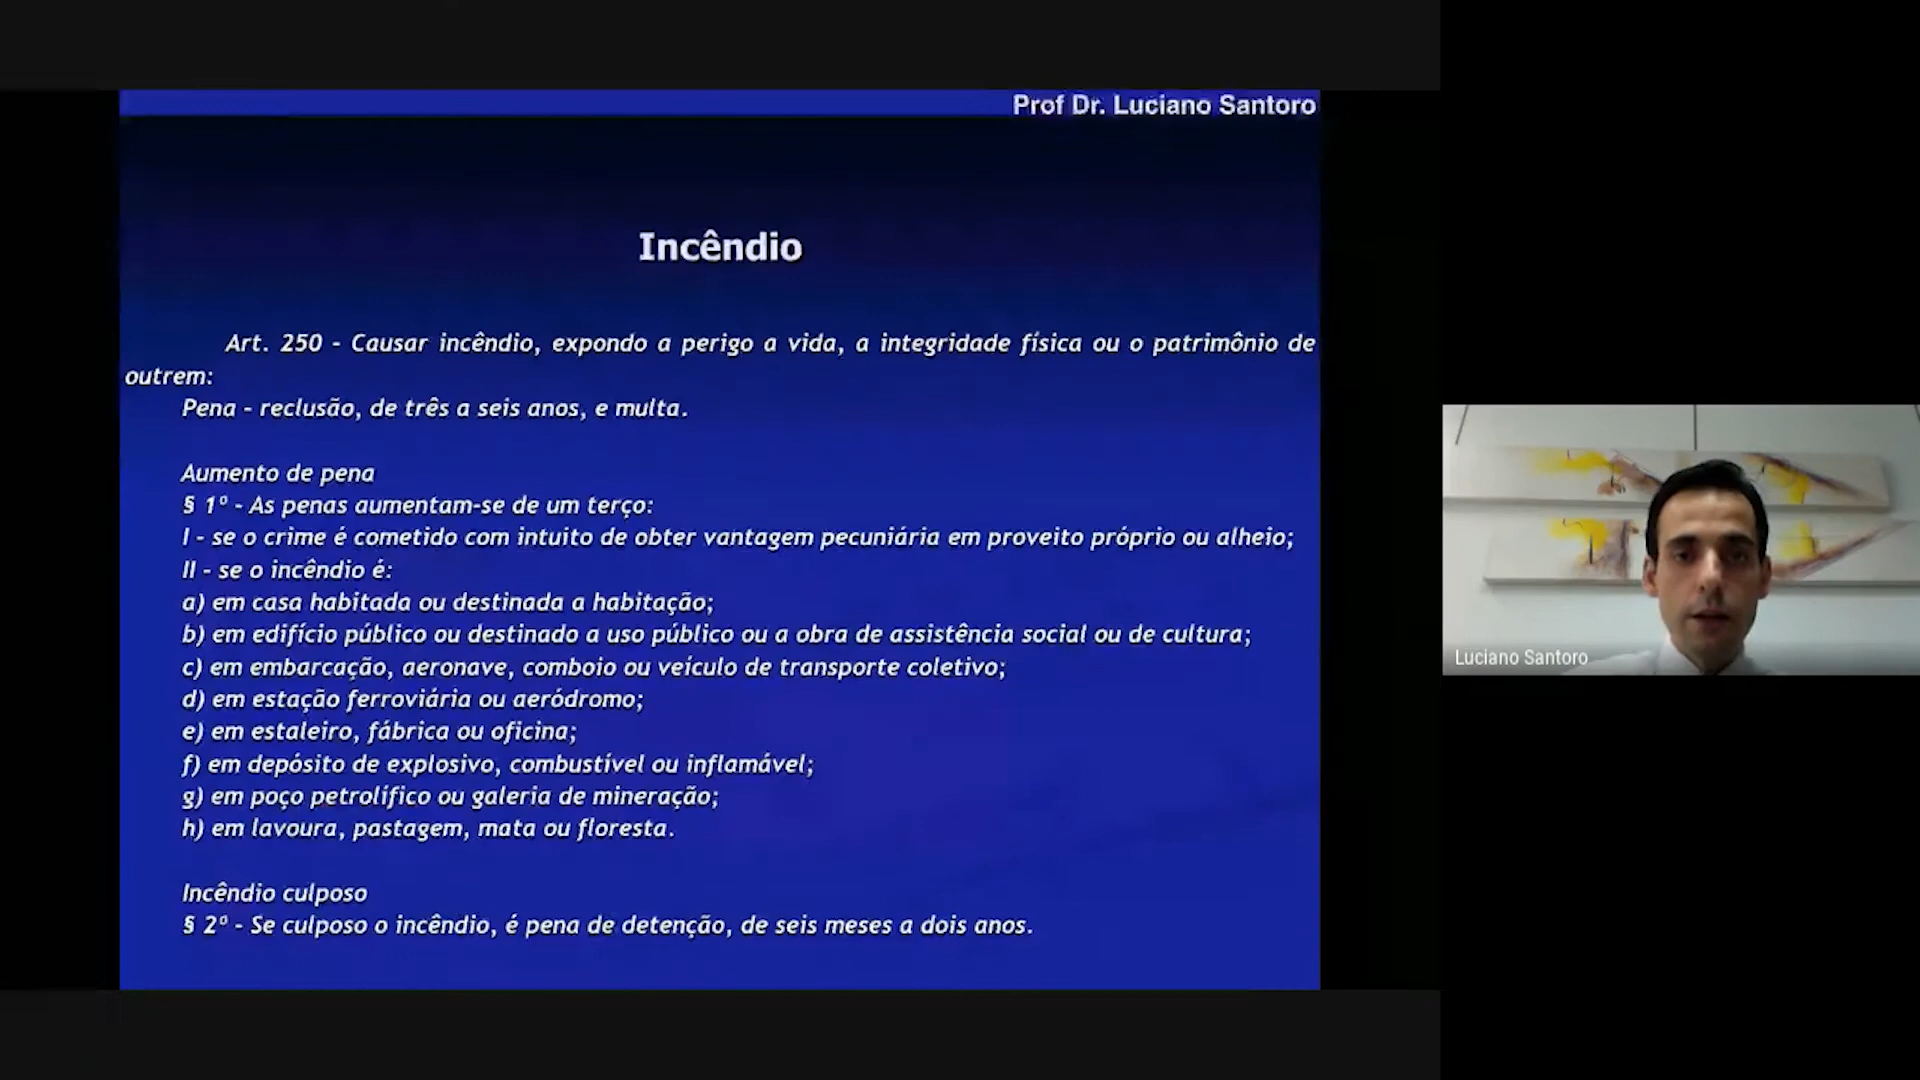 Prof Dr. Luciano Santoro
Incêndio
Art. 250 - Causar incêndio, expondo a perigo a vida, a integridade física ou o patrimônio de
outrem:
Pena - reclusão, de três a seis anos, e multa.
Aumento de pena
§ 1º - As penas aumentam-se de um terço:
I - se o crime é cometido com intuito de obter vantagem pecuniária em proveito próprio ou alheio;
II - se o incêndio é:
a) em casa habitada ou destinada a habitação;
b) em edifício público ou destinado a uso público ou a obra de assistência social ou de cultura;
c) em embarcação, aeronave, comboio ou veículo de transporte coletivo;
d) em estação ferroviária ou aeródromo;
e) em estaleiro, fábrica ou oficina;
f) em depósito de explosivo, combustível ou inflamável;
g) em poço petrolífico ou galeria de mineração;
h) em lavoura, pastagem, mata ou floresta.
Incêndio culposo
§ 2º - Se culposo o incêndio, é pena de detenção, de seis meses a dois anos.
Luciano Santoro